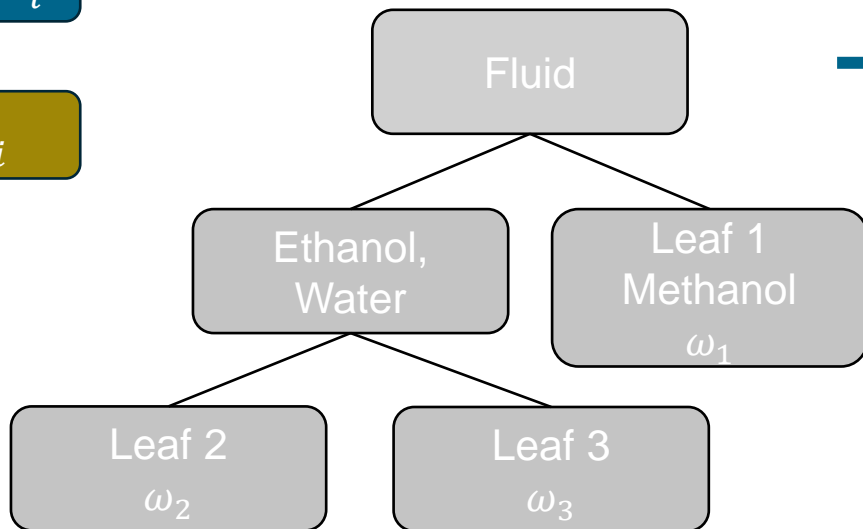 i
Fluid
i
Ethanol,
Water
Leaf 1
Methanol
ω₁
Leaf 2
ω₂
Leaf 3
ω₃